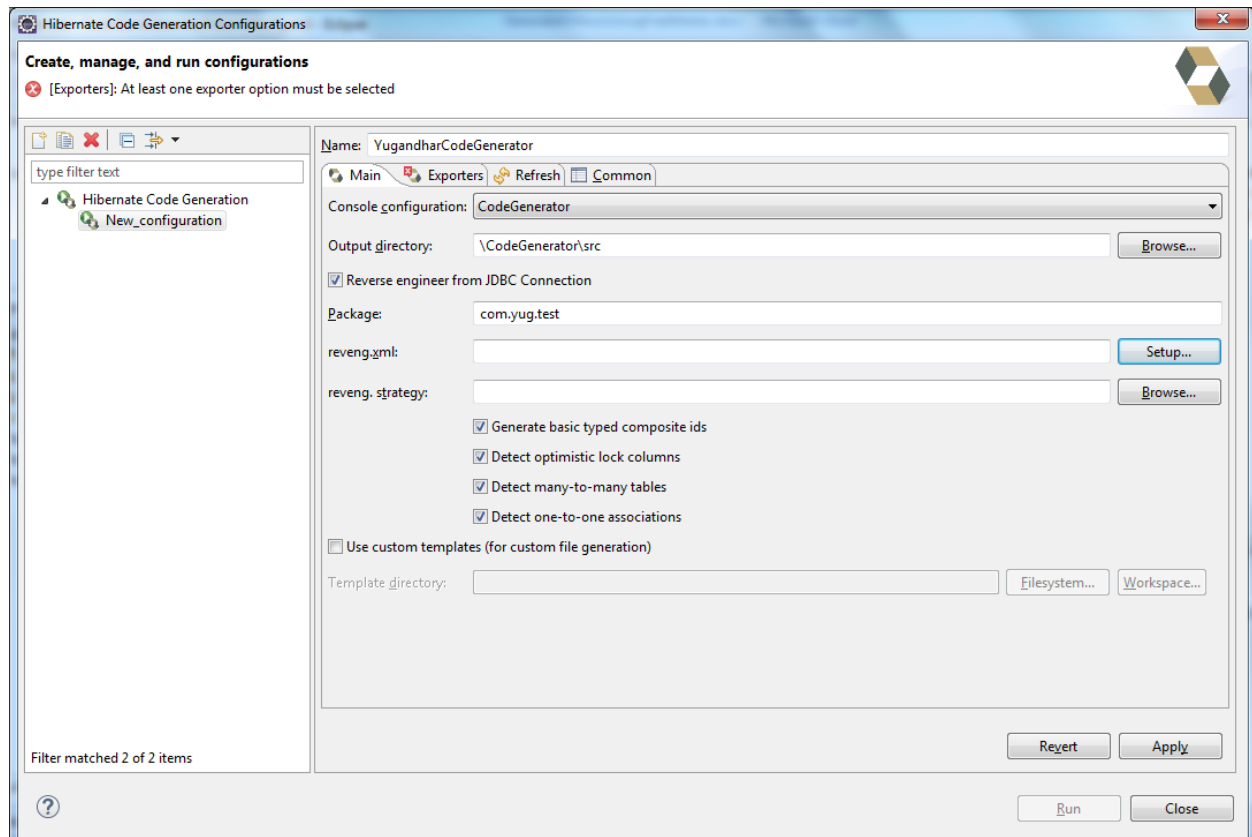 Hibernate Code Generation Configurations
Create, manage, and run configurations
[Exporters]: At least one exporter option must be selected
type filter text
Hibernate Code Generation
New_configuration
Filter matched 2 of 2 items
Name: YugandharCodeGenerator
Main Exporters Refresh Common
Console configuration: CodeGenerator
Output directory: \CodeGenerator\src Browse...
Reverse engineer from JDBC Connection
Package: com.yug.test
reveng.xml: Setup...
reveng. strategy: Browse...
Generate basic typed composite ids
Detect optimistic lock columns
Detect many-to-many tables
Detect one-to-one associations
Use custom templates (for custom file generation)
Template directory: Filesystem... Workspace...
Revert Apply
Run Close